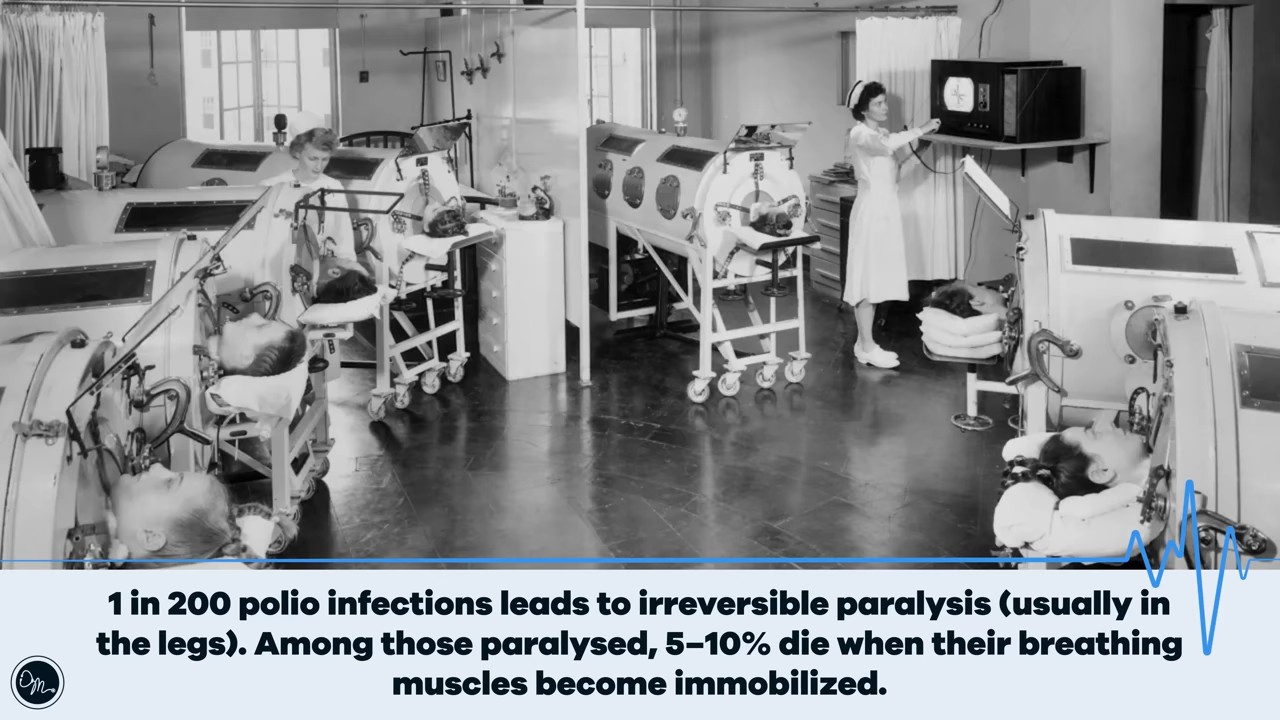 1 in 200 polio infections leads to irreversible paralysis (usually in
the legs). Among those paralysed, 5–10% die when their breathing
muscles become immobilized.
DM